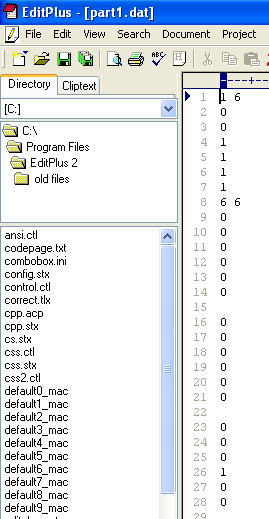 EditPlus - [part1.dat]
File Edit View Search Document Project
Directory Cliptext
[C:]
C:\
Program Files
EditPlus 2
old files
ansi.ctl
codepage.txt
combobox.ini
config.stx
control.ctl
correct.tlx
cpp.acp
cpp.stx
cs.stx
css.ctl
css.stx
css2.ctl
default0_mac
default1_mac
default2_mac
default3_mac
default4_mac
default5_mac
default6_mac
default7_mac
default8_mac
default9_mac
1 1 6
2 0
3 0
4 1
5 1
6 1
7 1
8 6 6
9 0
10 0
11 0
12 0
13 0
14 0
15
16 0
17 0
18 0
19 0
20 0
21 0
22
23 0
24 0
25 0
26 1
27 0
28 0
29